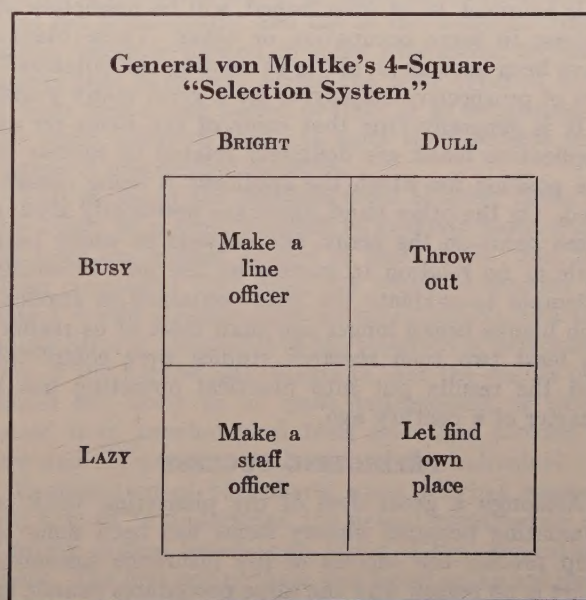 General von Moltke's 4-Square
"Selection System"
BRIGHT DULL
BUSY
Make a
line
officer
Throw
out
LAZY
Make a
staff
officer
Let find
own
place